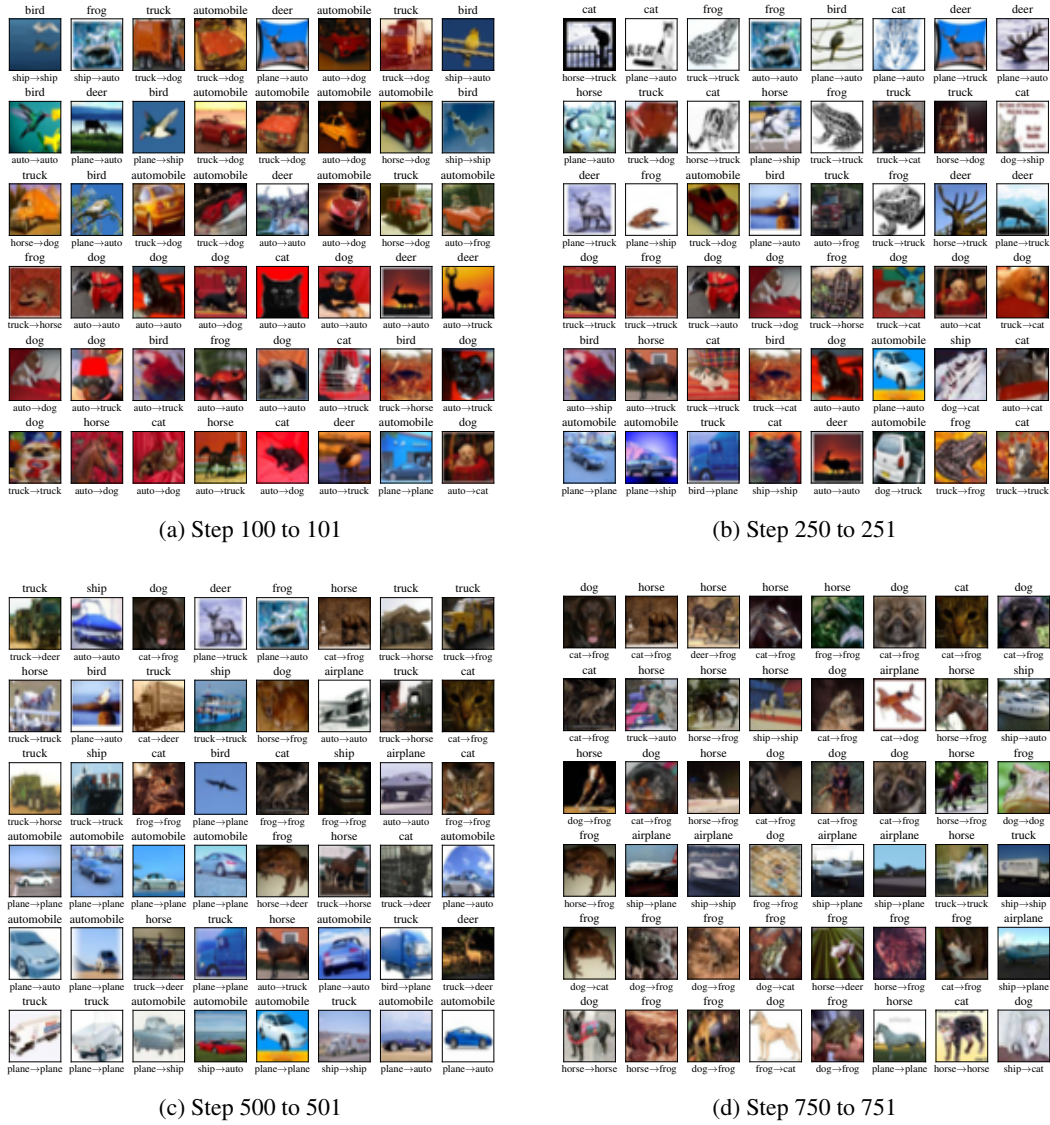 bird frog truck automobile deer automobile truck bird
ship→ship ship→auto truck→dog truck→dog plane→auto auto→dog truck→dog ship→auto
bird deer bird automobile automobile automobile automobile bird
auto→auto plane→auto plane→ship truck→dog truck→dog auto→dog horse→dog ship→ship
truck bird automobile automobile deer automobile truck automobile
horse→dog plane→auto truck→dog truck→dog auto→auto auto→auto horse→dog auto→frog
frog dog dog dog cat dog deer deer
truck→horse auto→auto auto→auto auto→dog auto→auto auto→auto auto→auto auto→truck
dog dog bird frog dog cat bird dog
auto→dog auto→truck auto→truck auto→auto auto→auto auto→truck truck→horse auto→truck
dog horse cat horse cat deer automobile dog
truck→truck auto→dog auto→dog auto→truck auto→dog auto→truck plane→plane auto→cat
(a) Step 100 to 101
cat cat frog frog bird cat deer deer
horse→truck plane→auto truck→truck auto→auto plane→auto plane→auto plane→truck plane→auto
AL E-CAT
horse truck cat horse frog truck truck cat
plane→auto truck→dog horse→truck plane→ship truck→truck truck→cat horse→dog dog→ship
deer frog automobile bird truck frog deer deer
plane→truck plane→ship truck→dog plane→auto auto→frog truck→truck horse→truck plane→truck
dog frog dog frog dog dog dog dog
truck→truck truck→truck truck→dog truck→horse truck→cat auto→cat truck→cat
bird horse cat bird dog automobile ship cat
auto→ship auto→truck truck→truck truck→cat auto→auto plane→auto dog→cat auto→cat
automobile automobile truck cat deer automobile frog cat
plane→plane plane→ship bird→plane ship→ship auto→auto dog→truck truck→frog truck→truck
(b) Step 250 to 251
truck ship dog deer frog horse truck truck
truck→deer auto→auto cat→frog plane→truck plane→auto cat→frog truck→horse truck→frog
horse bird truck ship dog airplane truck cat
truck→truck plane→auto cat→deer truck→truck horse→frog plane→auto truck→horse cat→frog
truck ship cat bird cat ship airplane cat
truck→horse truck→truck frog→frog plane→plane frog→frog frog→frog auto→auto frog→frog
automobile automobile automobile automobile frog horse cat automobile
plane→plane plane→plane plane→plane plane→plane horse→deer truck→horse truck→deer plane→auto
automobile automobile horse truck horse automobile truck deer
plane→auto plane→plane truck→deer plane→plane auto→truck plane→auto bird→plane truck→deer
truck truck automobile automobile automobile truck automobile automobile
plane→plane plane→plane plane→ship ship→auto plane→plane ship→ship plane→auto plane→auto
(c) Step 500 to 501
dog horse horse horse horse dog cat dog
cat→frog cat→frog deer→frog cat→frog frog→frog cat→frog cat→frog cat→frog
cat horse horse horse dog airplane horse ship
cat→frog truck→auto horse→frog ship→ship cat→frog cat→dog horse→frog ship→auto
horse dog horse dog dog dog horse frog
dog→frog cat→frog horse→frog cat→frog cat→frog cat→frog horse→frog dog→dog
frog airplane airplane dog airplane airplane horse truck
horse→frog ship→plane ship→ship frog→frog ship→plane ship→plane truck→truck ship→ship
frog frog frog frog frog frog frog airplane
dog→cat dog→frog dog→frog dog→cat horse→deer horse→frog cat→frog ship→plane
dog frog frog dog frog horse cat dog
horse→horse horse→frog dog→frog frog→cat dog→frog plane→plane horse→horse ship→cat
(d) Step 750 to 751